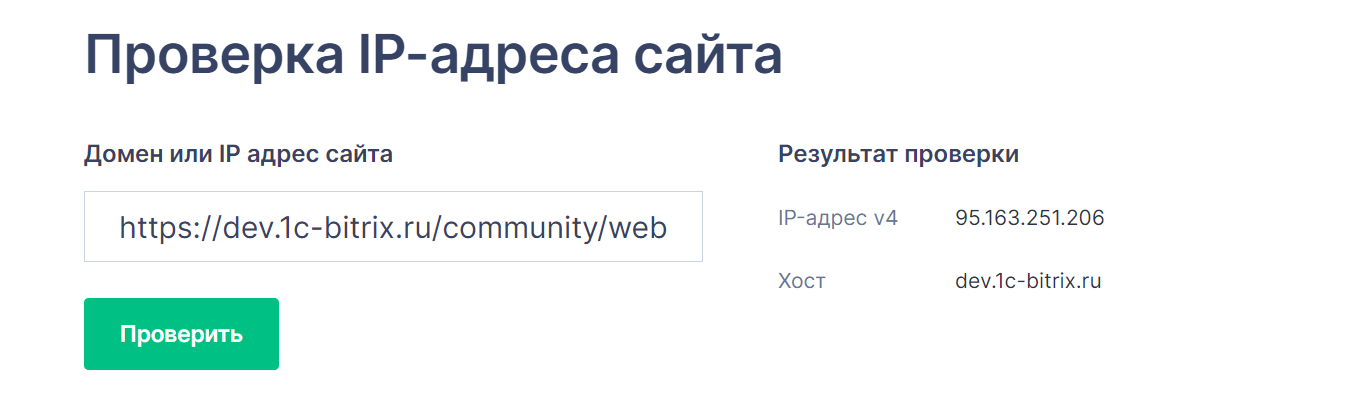 Проверка IP-адреса сайта
Домен или IP адрес сайта
https://dev.1c-bitrix.ru/community/web
Проверить
Результат проверки
IP-адрес v4 95.163.251.206
Хост dev.1c-bitrix.ru